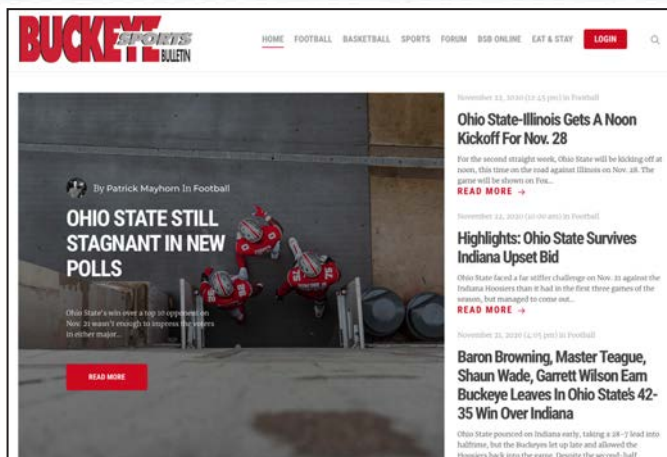 BUCKEYE SPORTS
BULLETIN
HOME FOOTBALL BASKETBALL SPORTS FORUM BSB ONLINE EAT & STAY LOGIN
By Patrick Mayhorn In Football
OHIO STATE STILL
STAGNANT IN NEW
POLLS
Ohio State's win over a top 10 opponent on
Nov. 21 wasn't enough to impress the voters
in either major...
READ MORE
0
98
75
November 22, 2020 (12:45 pm) in Football
Ohio State-Illinois Gets A Noon
Kickoff For Nov. 28
For the second straight week, Ohio State will be kicking off at
noon, this time on the road against Illinois on Nov. 28. The
game will be shown on Fox...
READ MORE →
November 22, 2020 (10:00 am) in Football
Highlights: Ohio State Survives
Indiana Upset Bid
Ohio State faced a far stiffer challenge on Nov. 21 against the
Indiana Hoosiers than it had in the first three games of the
season, but managed to come out...
READ MORE →
November 21, 2020 (4:05 pm) in Football
Baron Browning, Master Teague,
Shaun Wade, Garrett Wilson Earn
Buckeye Leaves In Ohio State's 42-
35 Win Over Indiana
Ohio State pounced on Indiana early, taking a 28-7 lead into
halftime, but the Buckeyes let up late and allowed the
Hoosiers back into the game. Despite the second-half